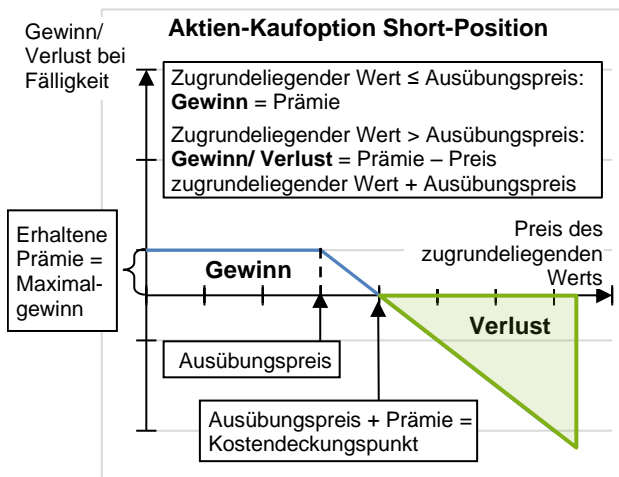 Gewinn/
Verlust bei
Fälligkeit
Aktien-Kaufoption Short-Position
Zugrundeliegender Wert ≤ Ausübungspreis:
Gewinn = Prämie
Zugrundeliegender Wert > Ausübungspreis:
Gewinn/ Verlust = Prämie – Preis
zugrundeliegender Wert + Ausübungspreis
Erhaltene
Prämie =
Maximal-
gewinn
Gewinn
Preis des
zugrundeliegenden
Werts
Verlust
Ausübungspreis
Ausübungspreis + Prämie =
Kostendeckungspunkt